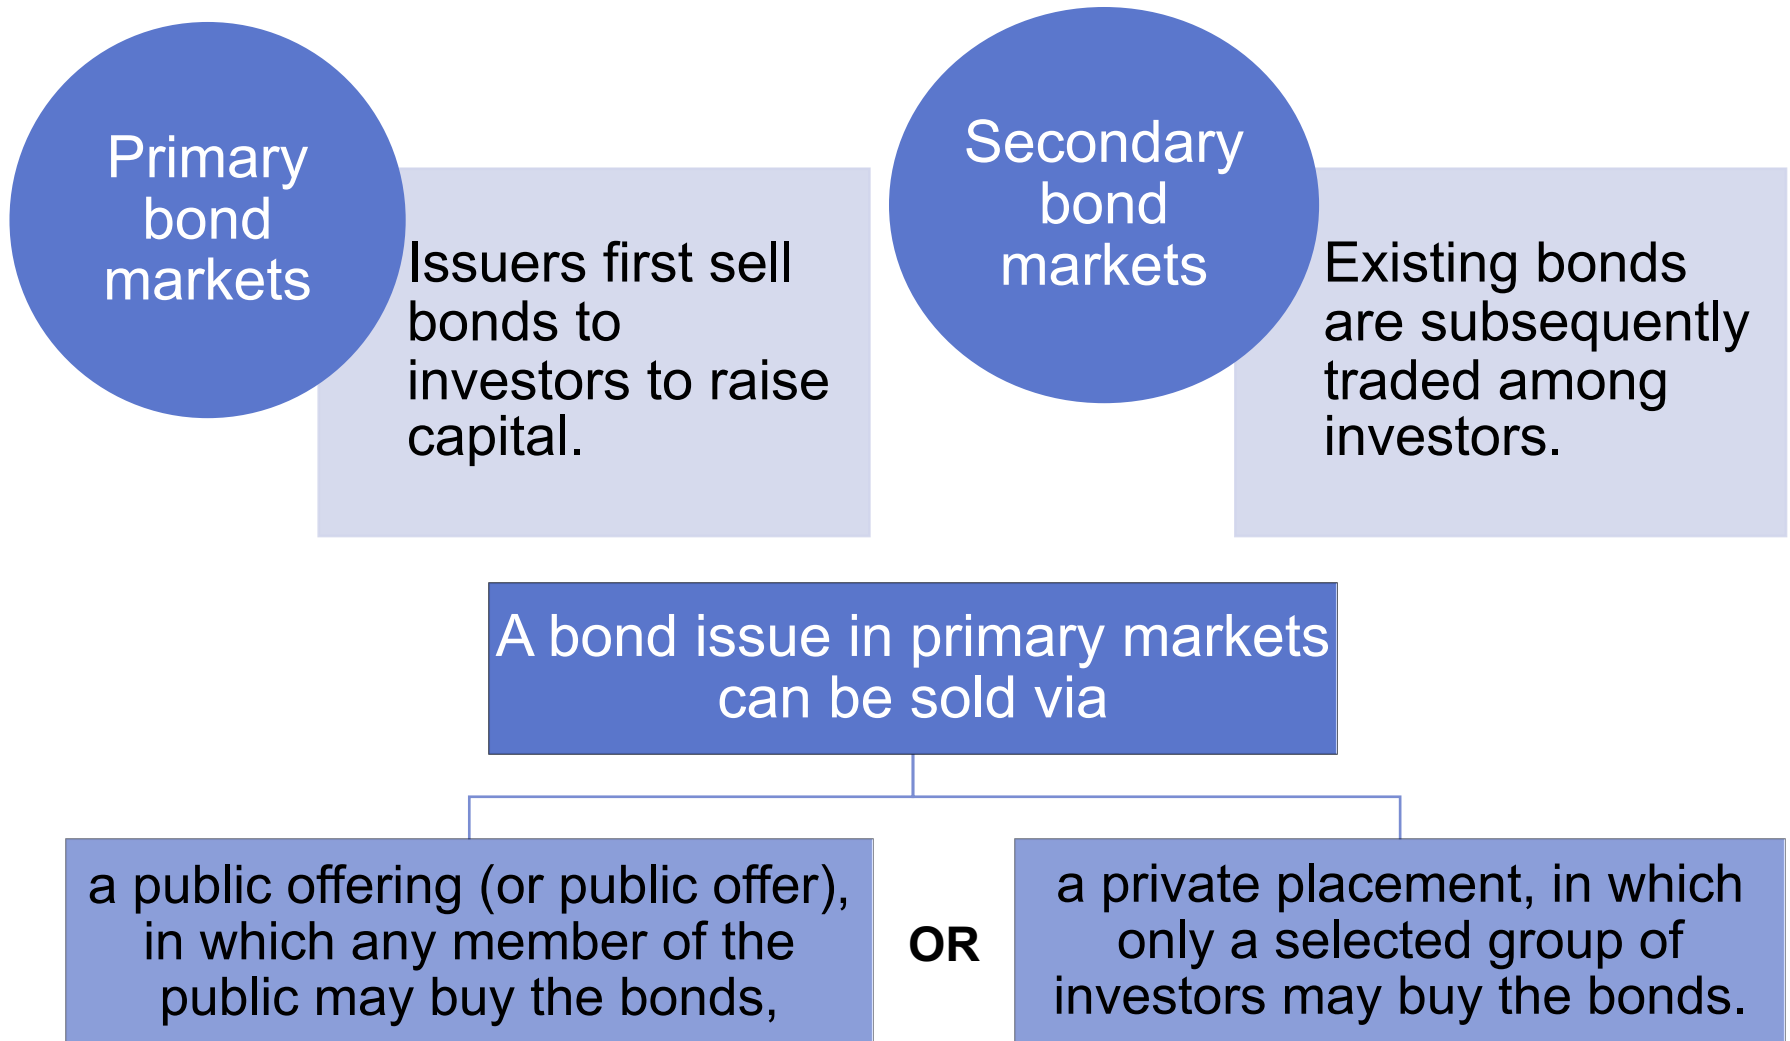 Primary
bond
markets
Issuers first sell
bonds to
investors to raise
capital.
Secondary
bond
markets
Existing bonds
are subsequently
traded among
investors.
A bond issue in primary markets
can be sold via
a public offering (or public offer),
in which any member of the
public may buy the bonds,
OR
a private placement, in which
only a selected group of
investors may buy the bonds.